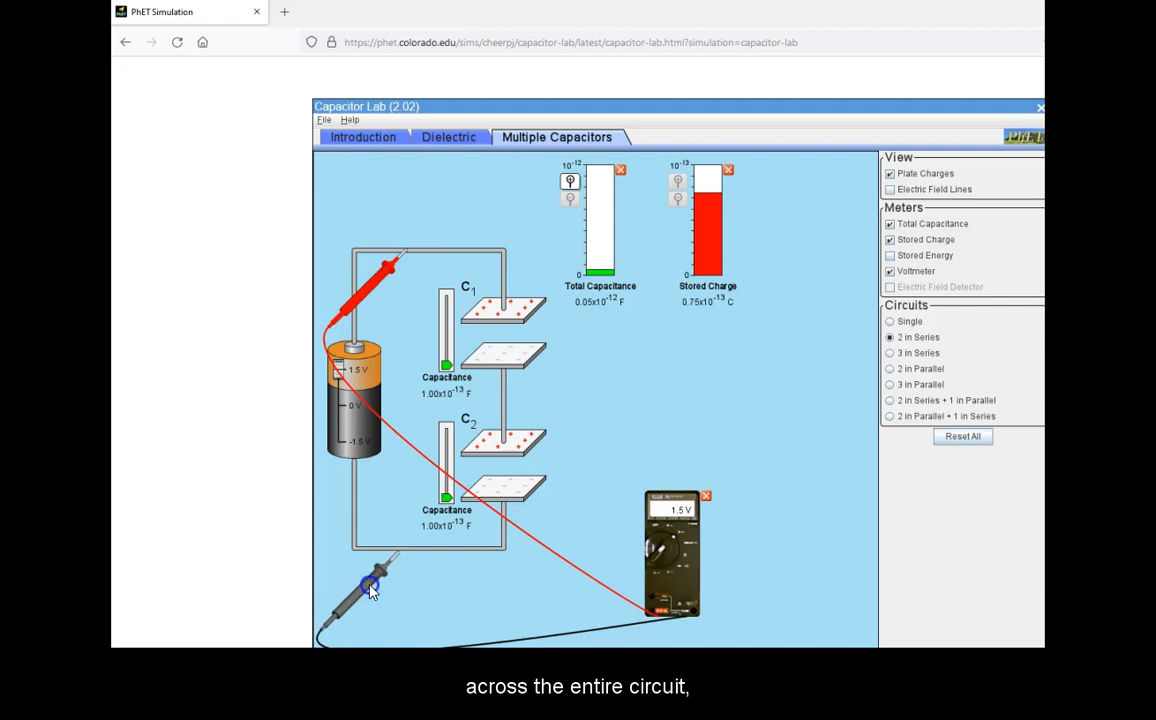 PhET Simulation
https://phet.colorado.edu/sims/cheerpj/capacitor-lab/latest/capacitor-lab.html?simulation=capacitor-lab
Capacitor Lab (2.02)
File Help
Introduction Dielectric Multiple Capacitors
PhET
10-12
0
Total Capacitance
0.05x10-12 F
10-13
0
Stored Charge
0.75x10-13 C
C1
Capacitance
1.00x10-13 F
C2
Capacitance
1.00x10-13 F
1.5 V
0 V
-1.5 V
1.5 V
View
Plate Charges
Electric Field Lines
Meters
Total Capacitance
Stored Charge
Stored Energy
Voltmeter
Electric Field Detector
Circuits
Single
2 in Series
3 in Series
2 in Parallel
3 in Parallel
2 in Series + 1 in Parallel
2 in Parallel + 1 in Series
Reset All
across the entire circuit,